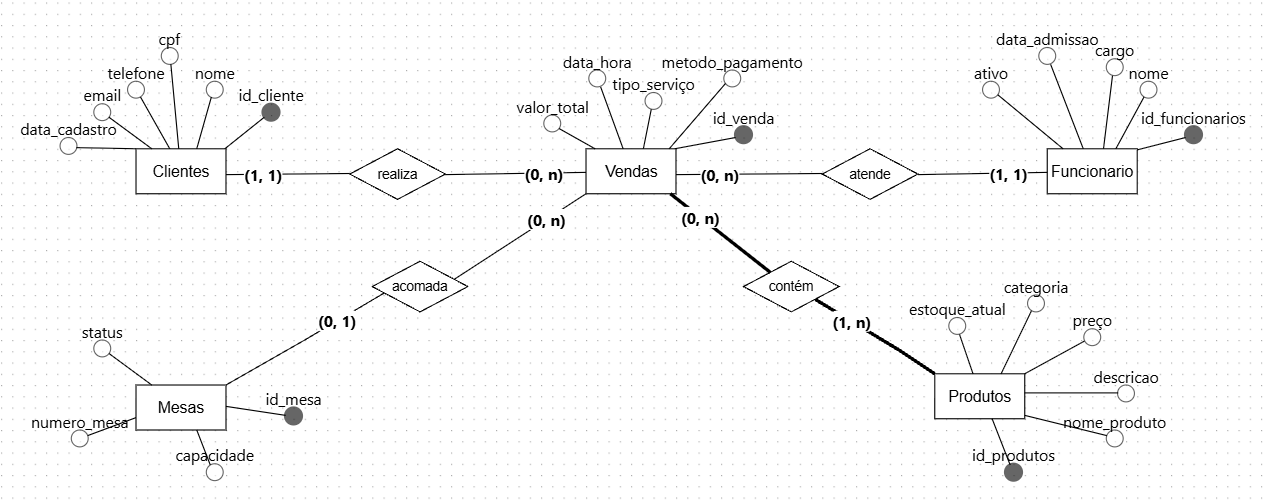 cpf
telefone
nome
email
id_cliente
data_cadastro
Clientes
(1, 1)
realiza
(0, n)
data_hora
metodo_pagamento
tipo_serviço
valor_total
id_venda
Vendas
(0, n)
atende
(1, 1)
data_admissao
cargo
ativo
nome
id_funcionarios
Funcionario
(0, n)
acomada
(0, 1)
(0, n)
contém
(1, n)
status
Mesas
id_mesa
numero_mesa
capacidade
categoria
estoque_atual
preço
Produtos
descricao
nome_produto
id_produtos